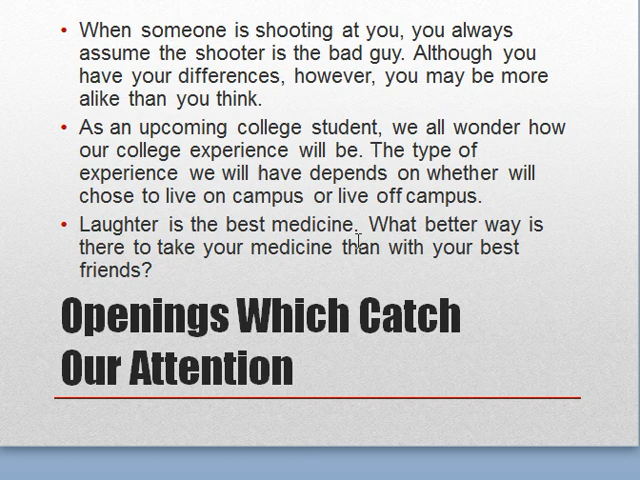 • When someone is shooting at you, you always
assume the shooter is the bad guy. Although you
have your differences, however, you may be more
alike than you think.
• As an upcoming college student, we all wonder how
our college experience will be. The type of
experience we will have depends on whether will
chose to live on campus or live off campus.
• Laughter is the best medicine. What better way is
there to take your medicine than with your best
friends?
Openings Which Catch
Our Attention